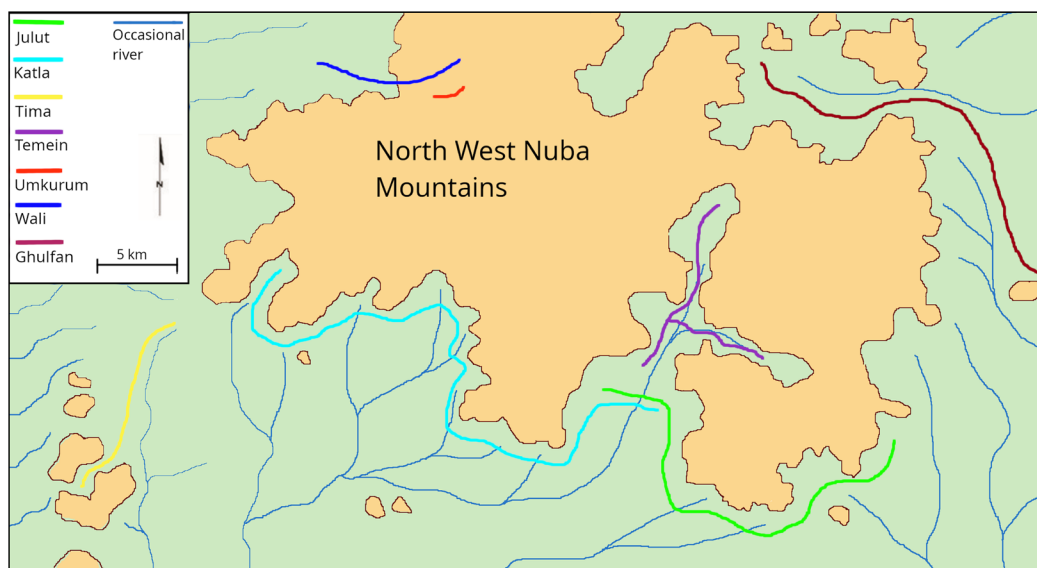 Julut
Katla
Tima
Temein
Umkurum
Wali
Ghulfan
Occasional
river
N
5 km
North West Nuba
Mountains